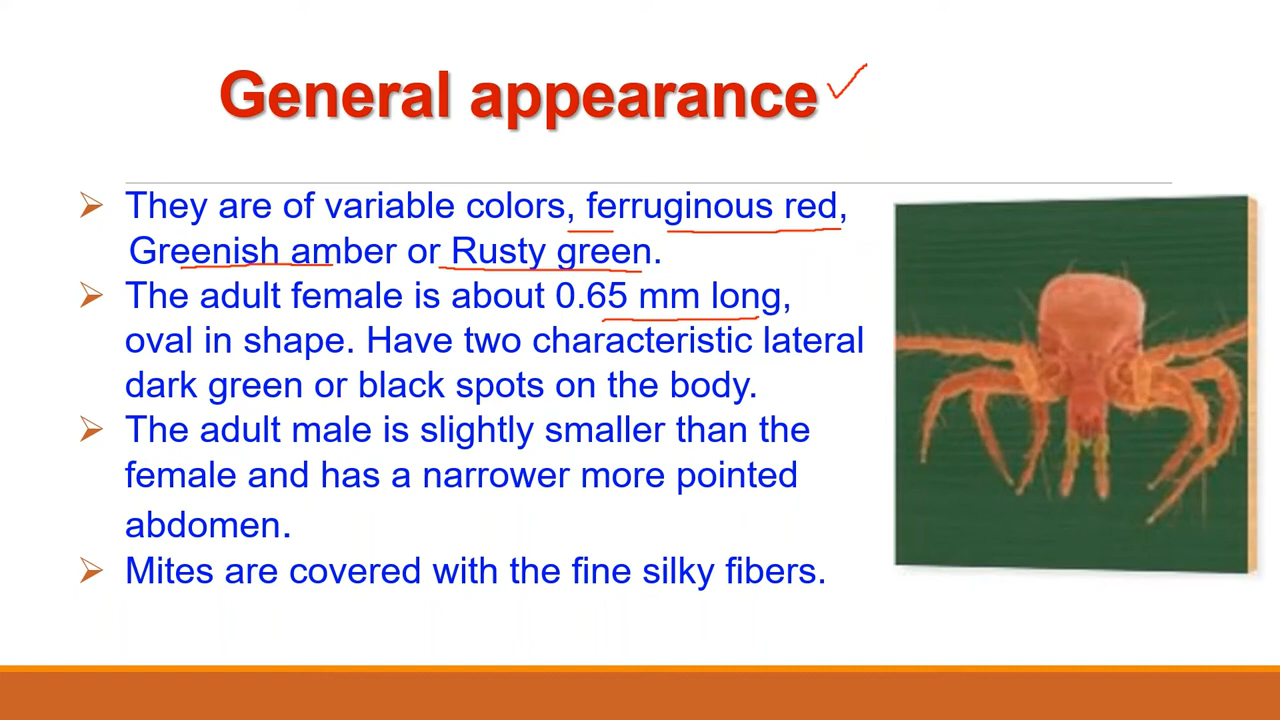 General appearance
They are of variable colors, ferruginous red,
Greenish amber or Rusty green.
The adult female is about 0.65 mm long,
oval in shape. Have two characteristic lateral
dark green or black spots on the body.
The adult male is slightly smaller than the
female and has a narrower more pointed
abdomen.
Mites are covered with the fine silky fibers.